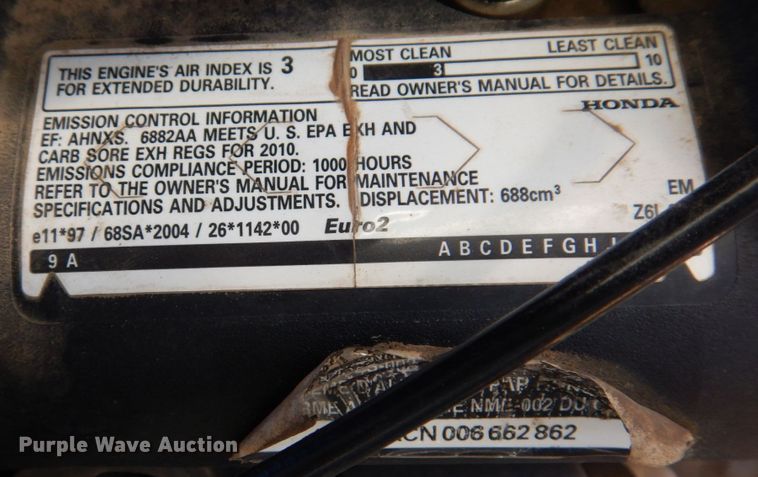 THIS ENGINE'S AIR INDEX IS 3
FOR EXTENDED DURABILITY.
MOST CLEAN LEAST CLEAN
0 3 10
READ OWNER'S MANUAL FOR DETAILS.
HONDA
EMISSION CONTROL INFORMATION
EF: AHNXS. 6882AA MEETS U. S. EPA EXH AND
CARB SORE EXH REGS FOR 2010.
EMISSIONS COMPLIANCE PERIOD: 1000 HOURS
REFER TO THE OWNER'S MANUAL FOR MAINTENANCE
SPECIFICATIONS AND ADJUSTMENTS. DISPLACEMENT: 688cm³
EM
e11*97 / 68SA*2004 / 26*1142*00 Euro2
9 A A B C D E F G H
NME-002 DU
ACN 006 662 862
Purple Wave Auction